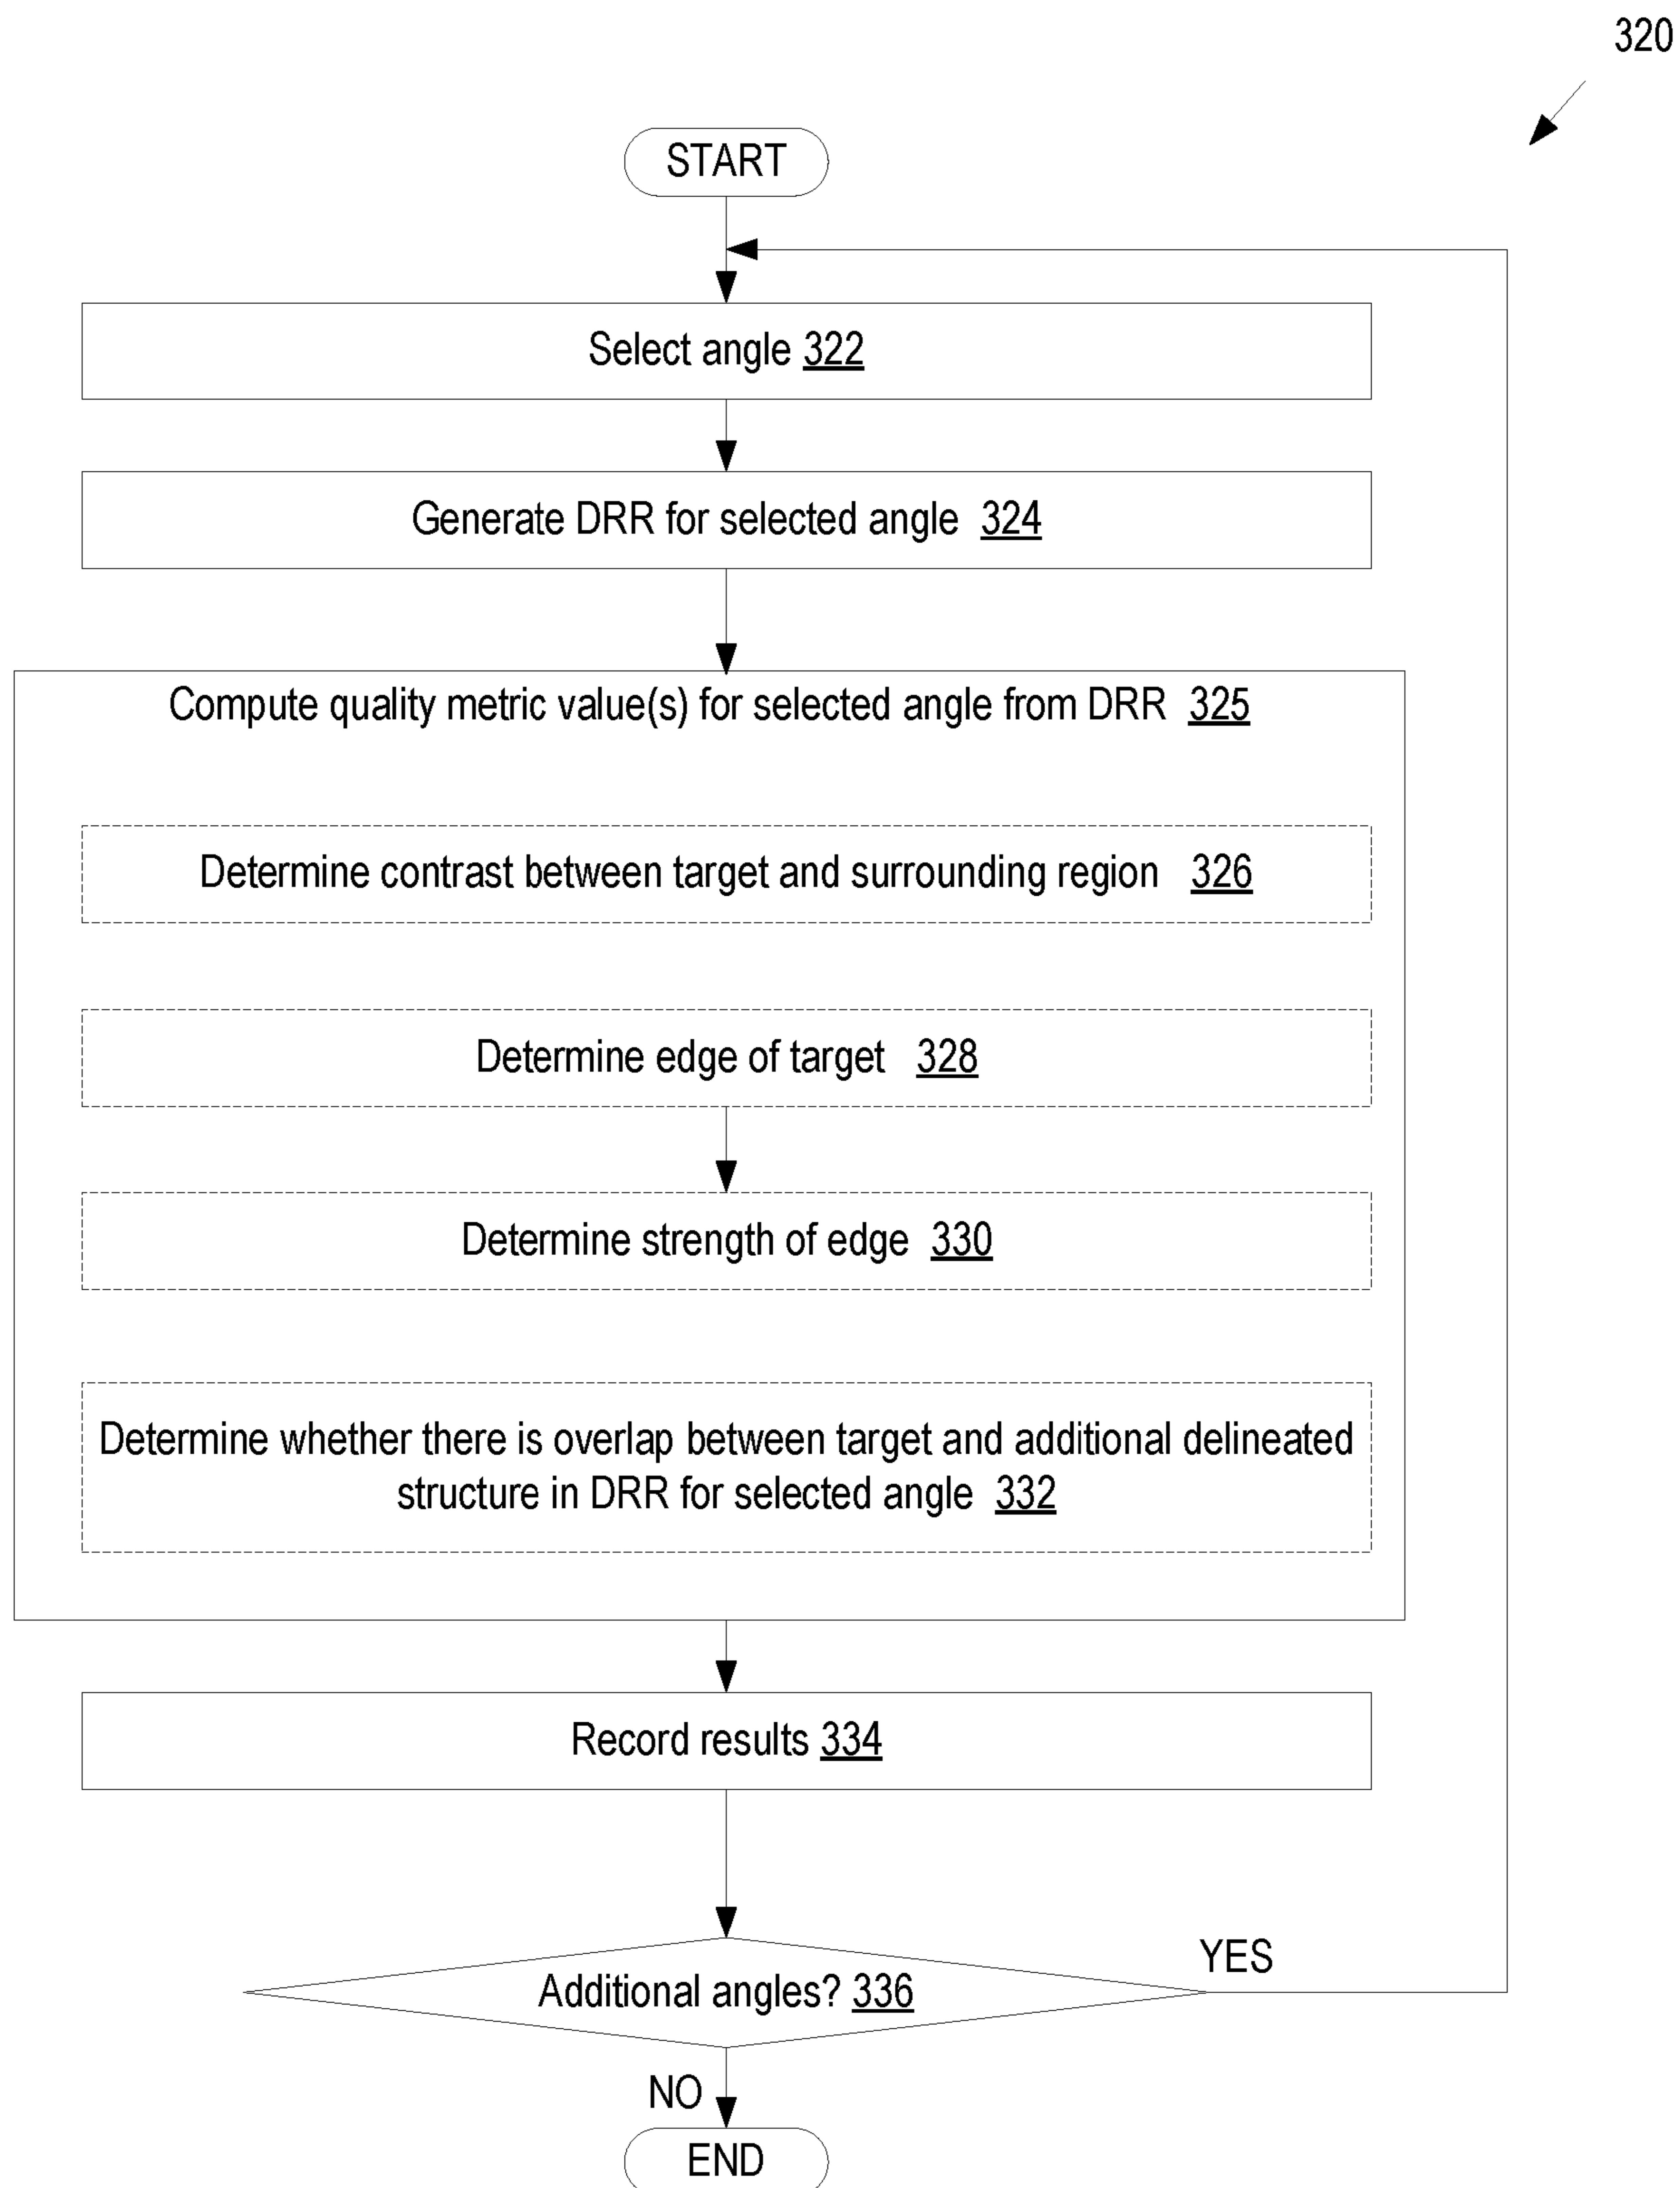 320
START
Select angle 322
Generate DRR for selected angle 324
Compute quality metric value(s) for selected angle from DRR 325
Determine contrast between target and surrounding region 326
Determine edge of target 328
Determine strength of edge 330
Determine whether there is overlap between target and additional delineated
structure in DRR for selected angle 332
Record results 334
Additional angles? 336
YES
NO
END